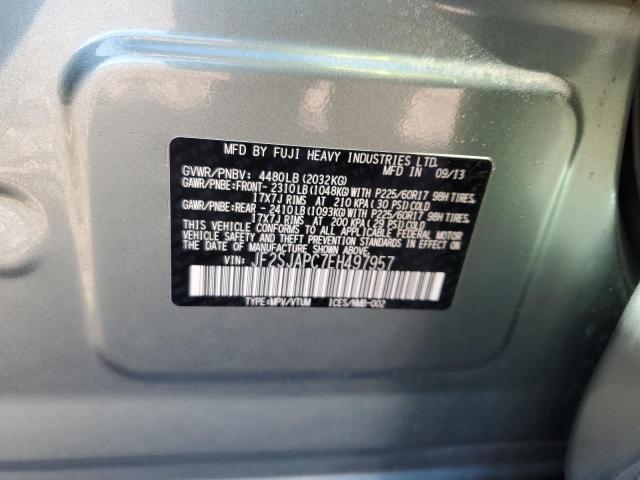 MFD BY FUJI HEAVY INDUSTRIES LTD.
MFD IN 09/13
GVWR/PNBV: 4480LB (2032KG)
GAWR/PNBE:FRONT- 2310LB (1048KG) WITH P225/60R17 98H TIRES,
17X7J RIMS AT 210 KPA (30 PSI) COLD
GAWR/PNBE:REAR - 2410LB (1093KG) WITH P225/60R17 98H TIRES,
17X7J RIMS AT 200 KPA (29 PSI) COLD
THIS VEHICLE CONFORMS TO ALL APPLICABLE FEDERAL MOTOR
VEHICLE SAFETY AND THEFT PREVENTION STANDARDS IN EFFECT ON
THE DATE OF MANUFACTURE SHOWN ABOVE.
VIN: JF2SJAPC7EH497957
TYPE:MPV/VTUM ICES/NMB-002